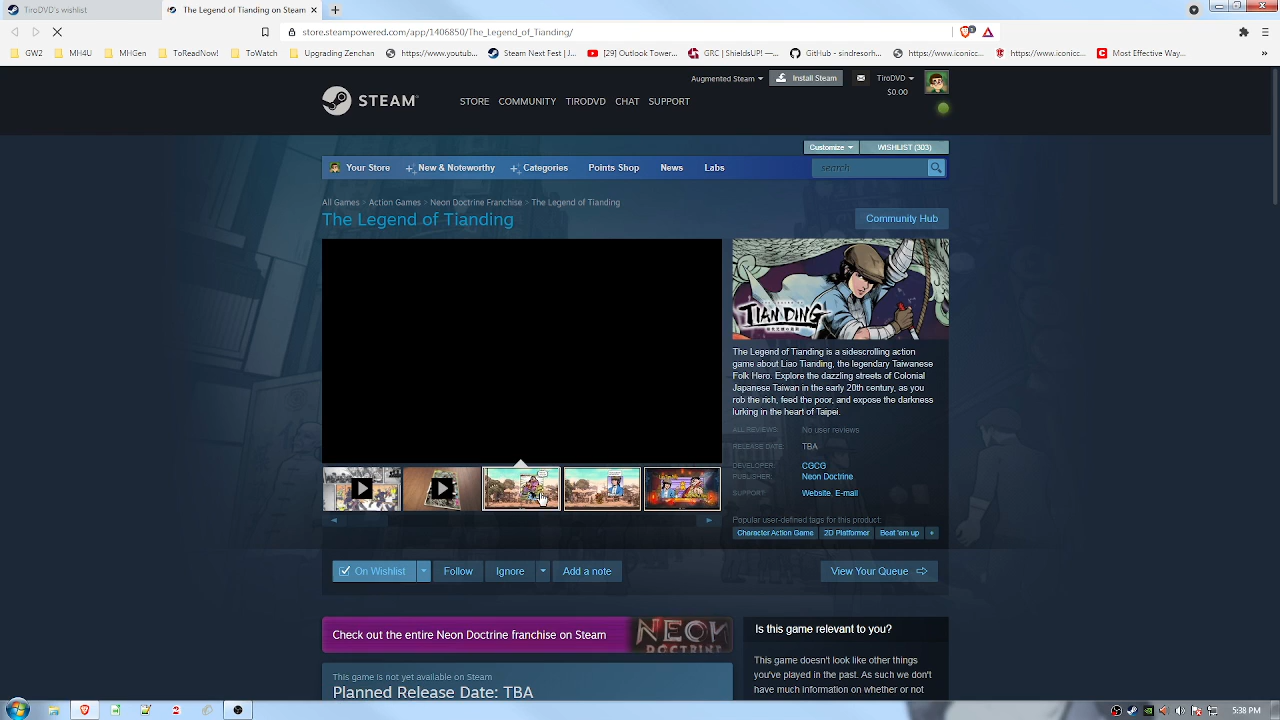 TiroDVD's wishlist
The Legend of Tianding on Steam
store.steampowered.com/app/1406850/The_Legend_of_Tianding/
GW2
MH4U
MHGen
ToReadNow!
ToWatch
Upgrading Zenchan
https://www.youtub...
Steam Next Test | J...
[29] Outlook Tower...
GRC | ShieldsUP! —...
GitHub - sindresorh...
https://www.iconicc...
https://www.iconicc...
Most Effective Way...
Augmented Steam
Install Steam
TiroDVD
$0.00
STEAM
STORE
COMMUNITY
TIRODVD
CHAT
SUPPORT
Customize
WISHLIST (303)
Your Store
New & Noteworthy
Categories
Points Shop
News
Labs
search
All Games > Action Games > Neon Doctrine Franchise > The Legend of Tianding
The Legend of Tianding
Community Hub
TIAN DING
The Legend of Tianding is a sidescrolling action
game about Liao Tianding, the legendary Taiwanese
Folk Hero. Explore the dazzling streets of Colonial
Japanese Taiwan in the early 20th century, as you
rob the rich, feed the poor, and expose the darkness
lurking in the heart of Taipei.
ALL REVIEWS: No user reviews
RELEASE DATE: TBA
DEVELOPER: CGCG
PUBLISHER: Neon Doctrine
SUPPORT: Website, E-mail
Popular user-defined tags for this product:
Character Action Game
2D Platformer
Beat 'em up
+
On Wishlist
Follow
Ignore
Add a note
View Your Queue
Check out the entire Neon Doctrine franchise on Steam
NEON
DOCTRINE
Is this game relevant to you?
This game doesn't look like other things
you've played in the past. As such we don't
have much information on whether or not
This game is not yet available on Steam
Planned Release Date: TBA
5:38 PM